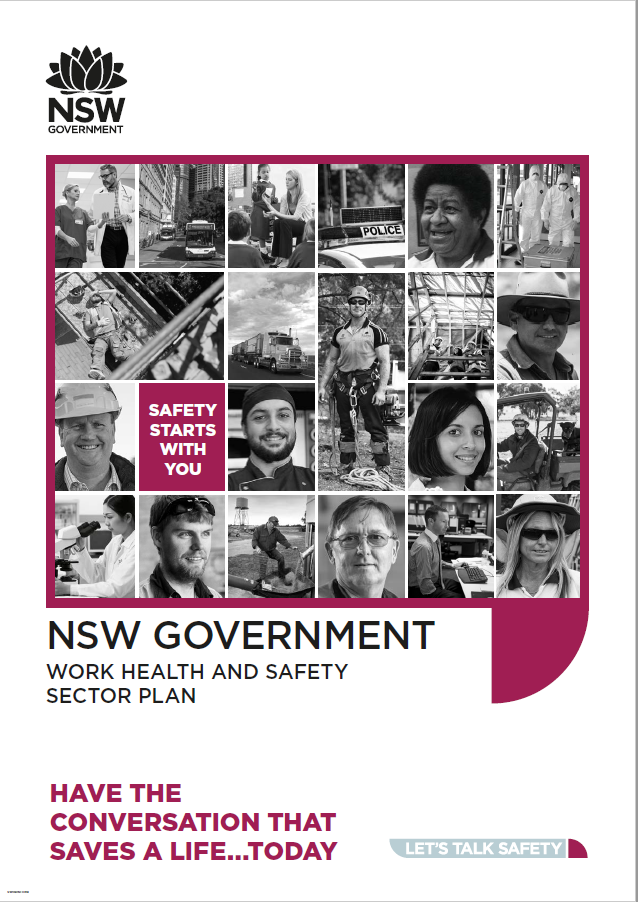 NSW
GOVERNMENT
POLICE
SAFETY
STARTS
WITH
YOU
NSW GOVERNMENT
WORK HEALTH AND SAFETY
SECTOR PLAN
HAVE THE
CONVERSATION THAT
SAVES A LIFE...TODAY
LET'S TALK SAFETY